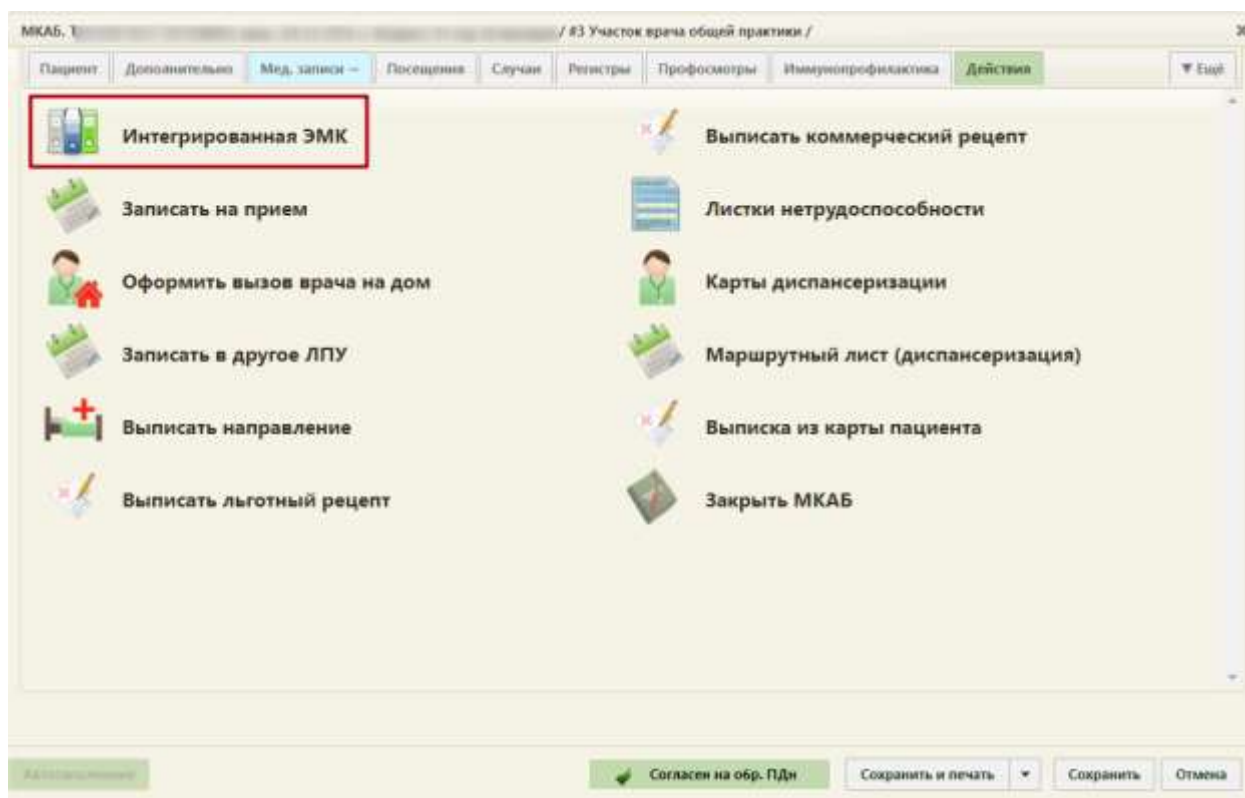 МКАБ. Т / #3 Участок врача общей практики /
Пациент Дополнительно Мед. записи Посещения Случаи Регистры Профосмотры Иммунопрофилактика Действия Ещё
Интегрированная ЭМК
Выписать коммерческий рецепт
Записать на прием
Листки нетрудоспособности
Оформить вызов врача на дом
Карты диспансеризации
Записать в другое ЛПУ
Маршрутный лист (диспансеризация)
Выписать направление
Выписка из карты пациента
Выписать льготный рецепт
Закрыть МКАБ
Согласен на обр. ПДн Сохранить и печать Сохранить Отмена